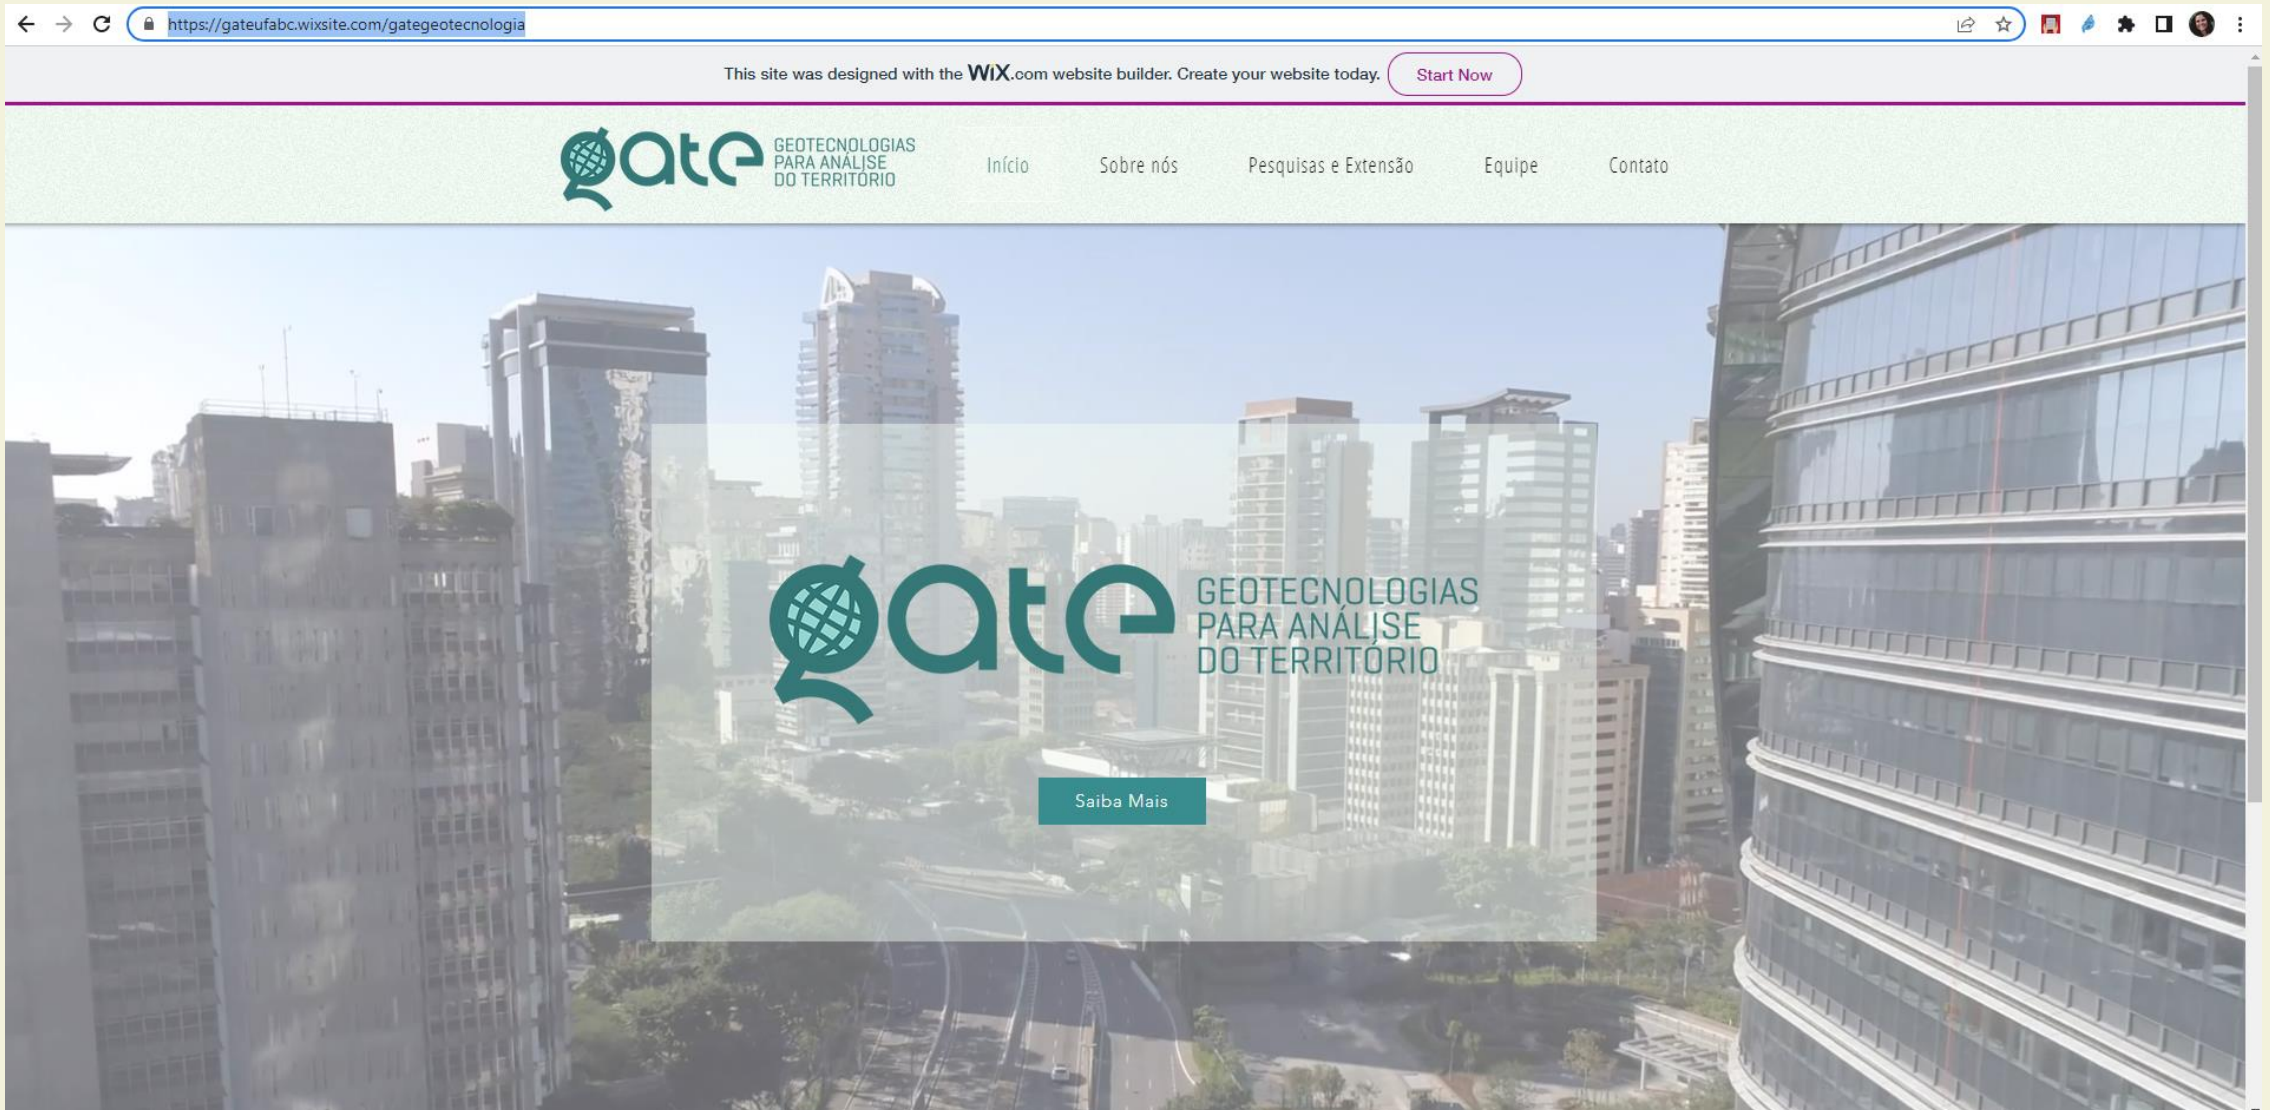 https://gateufabc.wixsite.com/gategeotecnologia
This site was designed with the WiX.com website builder. Create your website today. Start Now
gate GEOTECNOLOGIAS
PARA ANÁLISE
DO TERRITÓRIO
Início Sobre nós Pesquisas e Extensão Equipe Contato
gate GEOTECNOLOGIAS
PARA ANÁLISE
DO TERRITÓRIO
Saiba Mais